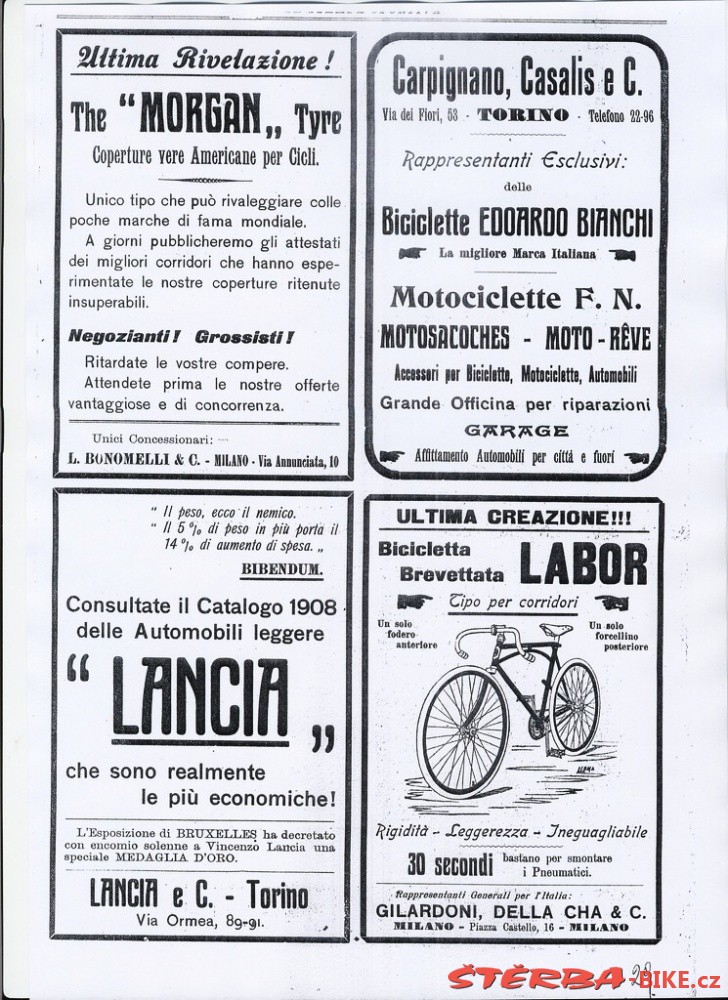 Ultima Rivelazione!
The “MORGAN„ Tyre
Coperture vere Americane per Cicli.
Unico tipo che può rivaleggiare colle
poche marche di fama mondiale.
A giorni pubblicheremo gli attestati
dei migliori corridori che hanno espe-
rimentate le nostre coperture ritenute
insuperabili.
Negozianti! Grossisti!
Ritardate le vostre compere.
Attendete prima le nostre offerte
vantaggiose e di concorrenza.
Unici Concessionari:
L. BONOMELLI & C. - MILANO - Via Annunciata, 10
Carpignano, Casalis e C.
Via dei Fiori, 53 - TORINO - Telefono 22-96
Rappresentanti Esclusivi:
delle
Biciclette EDOARDO BIANCHI
La migliore Marca Italiana
Motociclette F. N.
MOTOSACOCHES - MOTO-RÊVE
Accessori per Biciclette, Motociclette, Automobili
Grande Officina per riparazioni
GARAGE
Affittamento Automobili per città e fuori
“ Il peso, ecco il nemico.
“ Il 5 % di peso in più porta il
14 % di aumento di spesa. „
BIBENDUM.
Consultate il Catalogo 1908
delle Automobili leggere
“ LANCIA „
che sono realmente
le più economiche!
L'Esposizione di BRUXELLES ha decretato
con encomio solenne a Vincenzo Lancia una
speciale MEDAGLIA D'ORO.
LANCIA e C. - Torino
Via Ormea, 89-91.
ULTIMA CREAZIONE!!!
Bicicletta
Brevettata LABOR
Tipo per corridori
Un solo
fodero
anteriore
Un solo
forcellino
posteriore
Rigidità - Leggerezza - Ineguagliabile
30 secondi bastano per smontare
i Pneumatici.
Rappresentanti Generali per l'Italia:
GILARDONI, DELLA CHA & C.
MILANO - Piazza Castello, 16 - MILANO
29.
ŠTĚRBA-BIKE.cz